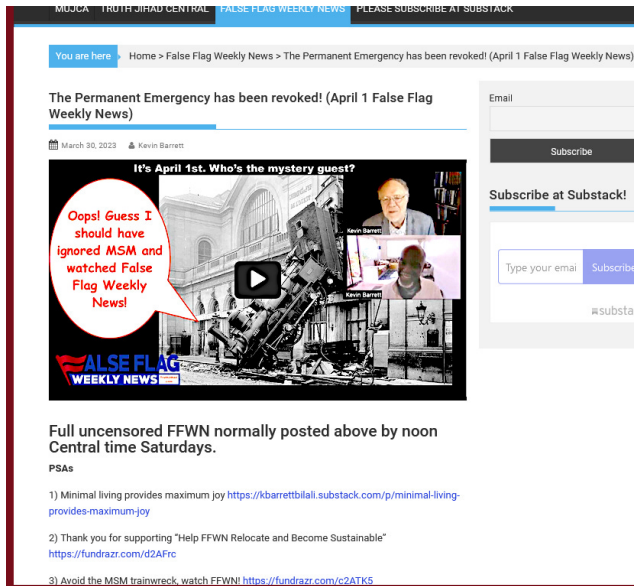 MUJCA TRUTH JIHAD CENTRAL FALSE FLAG WEEKLY NEWS PLEASE SUBSCRIBE AT SUBSTACK
You are here Home > False Flag Weekly News > The Permanent Emergency has been revoked! (April 1 False Flag Weekly News)
The Permanent Emergency has been revoked! (April 1 False Flag
Weekly News)
March 30, 2023 Kevin Barrett
It's April 1st. Who's the mystery guest?
Oops! Guess I
should have
ignored MSM and
watched False
Flag Weekly
News!
Kevin Barrett
Kevin Barrett
ALSE FLAG
WEEKLY NEWS
Full uncensored FFWN normally posted above by noon
Central time Saturdays.
PSAs
1) Minimal living provides maximum joy https://kbarrettbilali.substack.com/p/minimal-living-
provides-maximum-joy
2) Thank you for supporting "Help FFWN Relocate and Become Sustainable"
https://fundrazr.com/d2AFrc
3) Avoid the MSM trainwreck, watch FFWN! https://fundrazr.com/c2ATK5
Email
Subscribe
Subscribe at Substack!
Type your emai Subscribe
substa